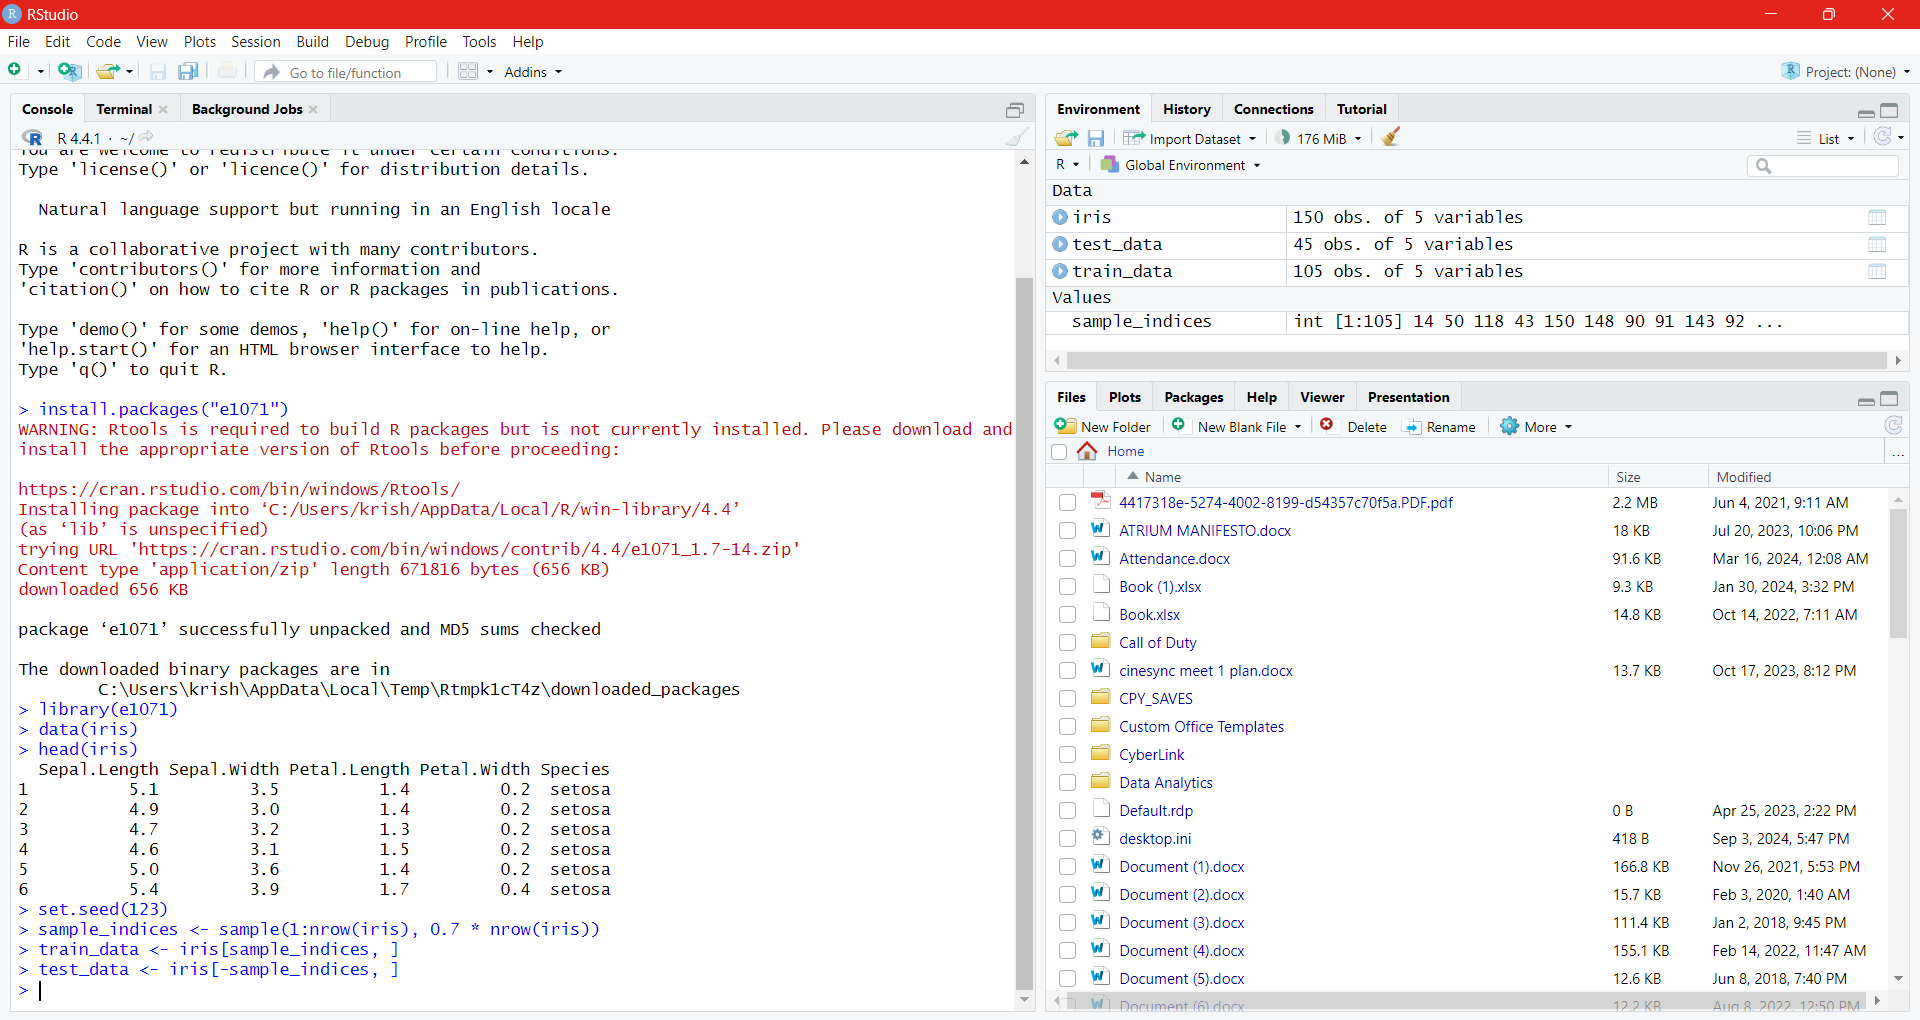 RStudio
File Edit Code View Plots Session Build Debug Profile Tools Help
Go to file/function Addins Project: (None)
Console Terminal Background Jobs
R 4.4.1 · ~/
You are welcome to redistribute it under certain conditions.
Type 'license()' or 'licence()' for distribution details.
Natural language support but running in an English locale
R is a collaborative project with many contributors.
Type 'contributors()' for more information and
'citation()' on how to cite R or R packages in publications.
Type 'demo()' for some demos, 'help()' for on-line help, or
'help.start()' for an HTML browser interface to help.
Type 'q()' to quit R.
> install.packages("e1071")
WARNING: Rtools is required to build R packages but is not currently installed. Please download and
install the appropriate version of Rtools before proceeding:
https://cran.rstudio.com/bin/windows/Rtools/
Installing package into ‘C:/Users/krish/AppData/Local/R/win-library/4.4’
(as ‘lib’ is unspecified)
trying URL 'https://cran.rstudio.com/bin/windows/contrib/4.4/e1071_1.7-14.zip'
Content type 'application/zip' length 671816 bytes (656 KB)
downloaded 656 KB
package ‘e1071’ successfully unpacked and MD5 sums checked
The downloaded binary packages are in
C:\Users\krish\AppData\Local\Temp\Rtmpk1cT4z\downloaded_packages
> library(e1071)
> data(iris)
> head(iris)
Sepal.Length Sepal.Width Petal.Length Petal.Width Species
1 5.1 3.5 1.4 0.2 setosa
2 4.9 3.0 1.4 0.2 setosa
3 4.7 3.2 1.3 0.2 setosa
4 4.6 3.1 1.5 0.2 setosa
5 5.0 3.6 1.4 0.2 setosa
6 5.4 3.9 1.7 0.4 setosa
> set.seed(123)
> sample_indices <- sample(1:nrow(iris), 0.7 * nrow(iris))
> train_data <- iris[sample_indices, ]
> test_data <- iris[-sample_indices, ]
>
Environment History Connections Tutorial
Import Dataset 176 MiB List
R Global Environment
Data
iris 150 obs. of 5 variables
test_data 45 obs. of 5 variables
train_data 105 obs. of 5 variables
Values
sample_indices int [1:105] 14 50 118 43 150 148 90 91 143 92 ...
Files Plots Packages Help Viewer Presentation
New Folder New Blank File Delete Rename More
Home ...
Name Size Modified
4417318e-5274-4002-8199-d54357c70f5a.PDF.pdf 2.2 MB Jun 4, 2021, 9:11 AM
ATRIUM MANIFESTO.docx 18 KB Jul 20, 2023, 10:06 PM
Attendance.docx 91.6 KB Mar 16, 2024, 12:08 AM
Book (1).xlsx 9.3 KB Jan 30, 2024, 3:32 PM
Book.xlsx 14.8 KB Oct 14, 2022, 7:11 AM
Call of Duty
cinesync meet 1 plan.docx 13.7 KB Oct 17, 2023, 8:12 PM
CPY_SAVES
Custom Office Templates
CyberLink
Data Analytics
Default.rdp 0 B Apr 25, 2023, 2:22 PM
desktop.ini 418 B Sep 3, 2024, 5:47 PM
Document (1).docx 166.8 KB Nov 26, 2021, 5:53 PM
Document (2).docx 15.7 KB Feb 3, 2020, 1:40 AM
Document (3).docx 111.4 KB Jan 2, 2018, 9:45 PM
Document (4).docx 155.1 KB Feb 14, 2022, 11:47 AM
Document (5).docx 12.6 KB Jun 8, 2018, 7:40 PM
Document (6).docx 12.2 KB Aug 8, 2022, 12:50 PM